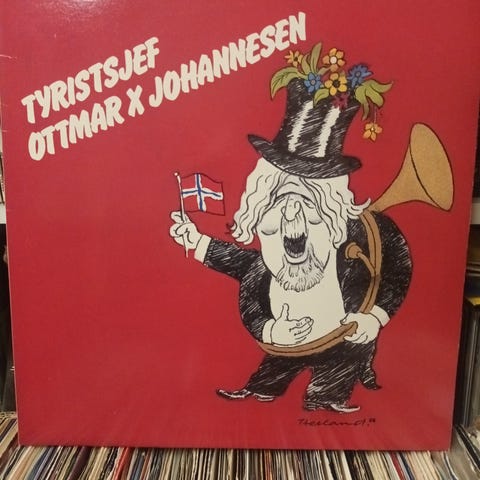 TYRISTSJEF
OTTMAR X JOHANNESEN